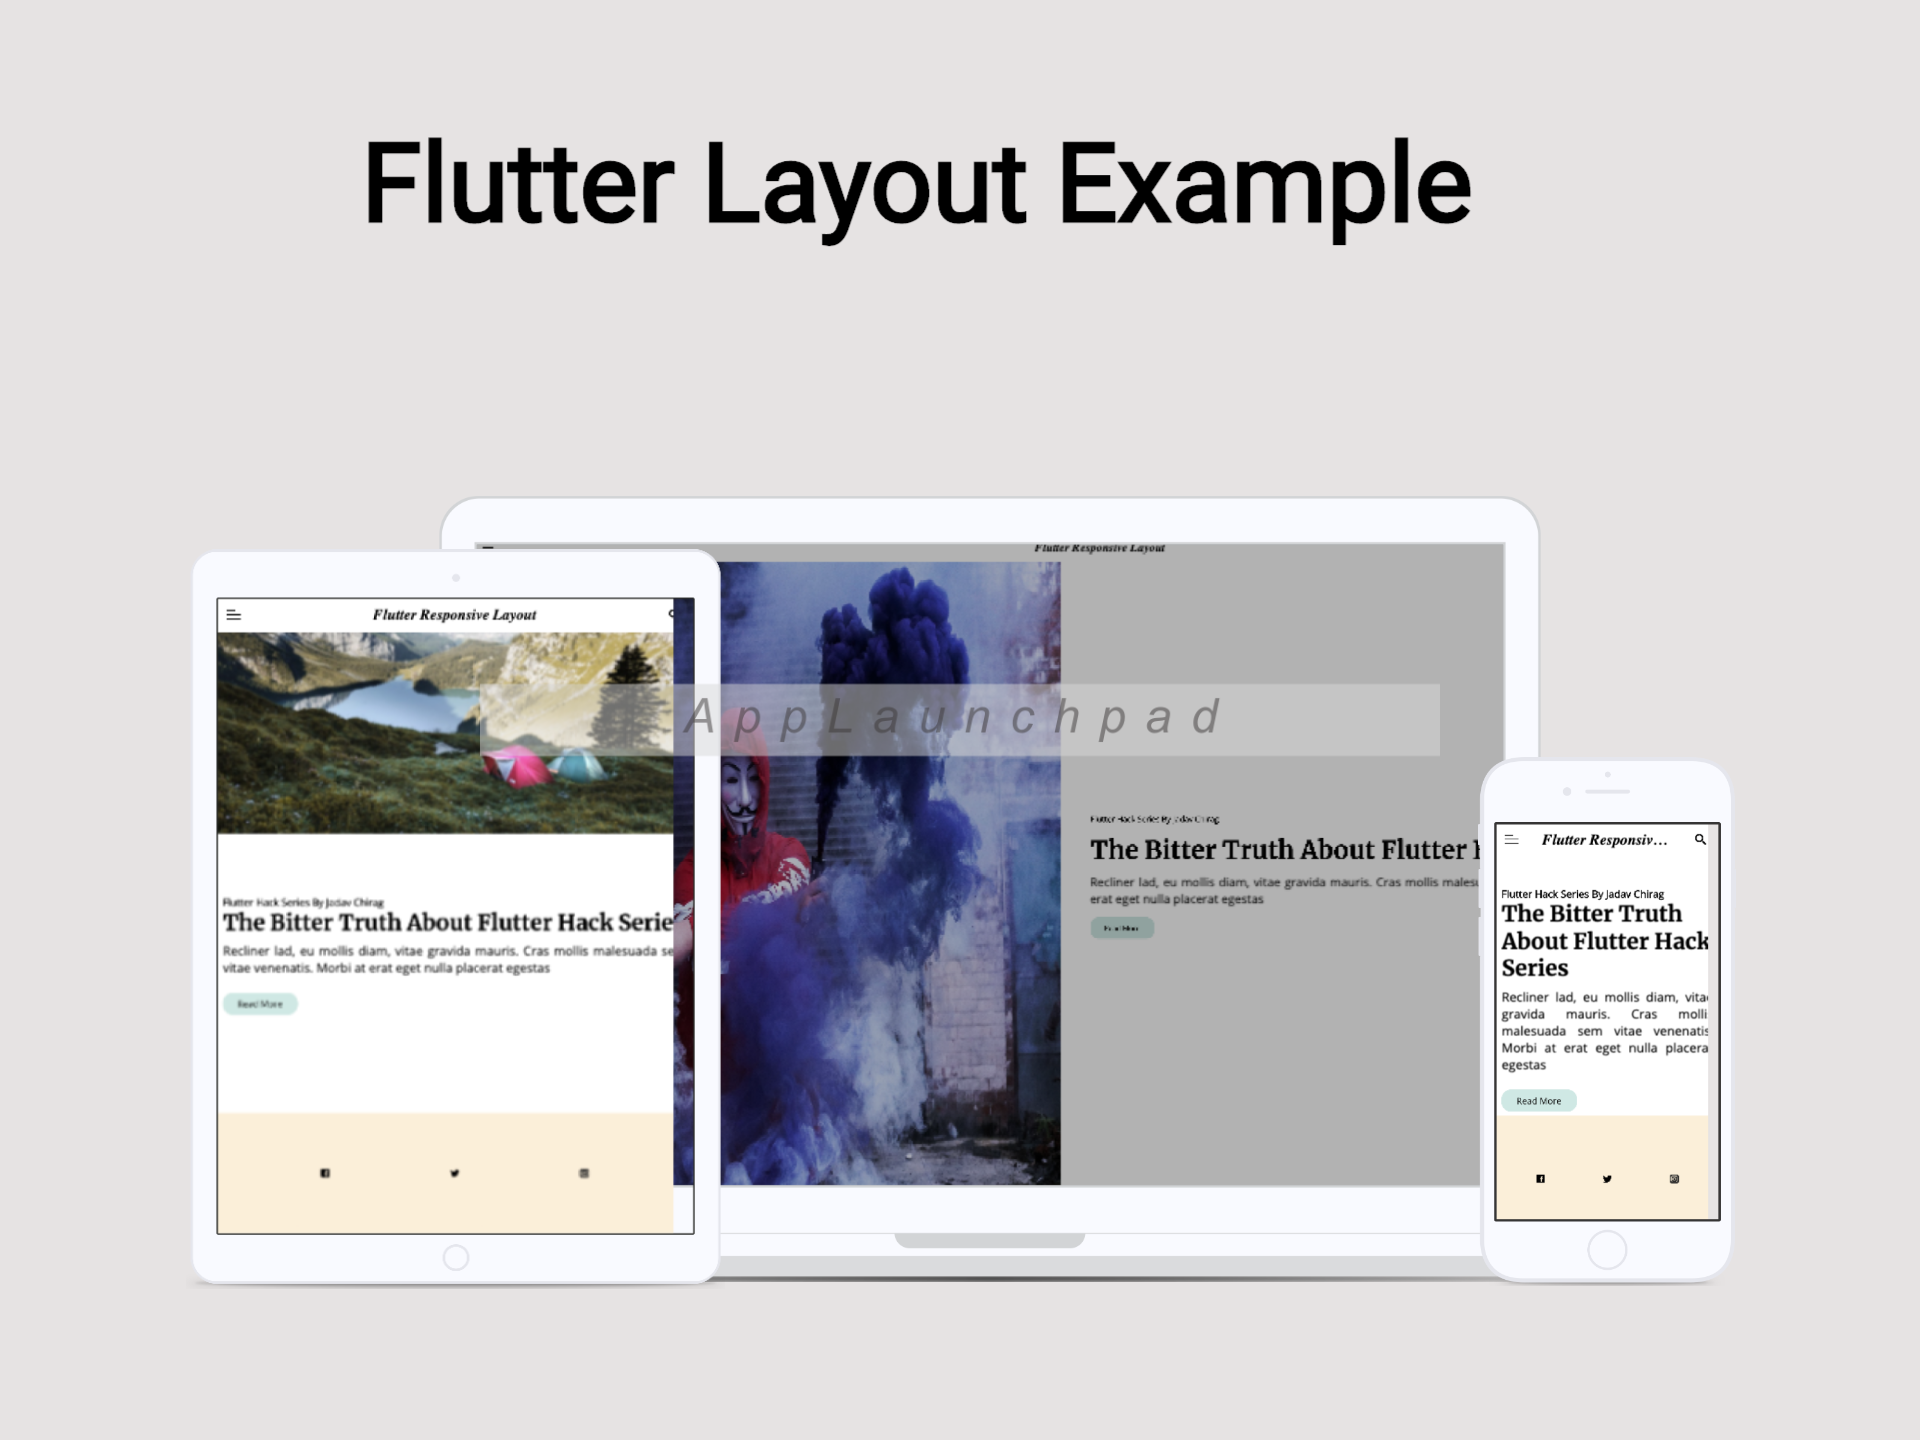 Flutter Layout Example
Flutter Responsive Layout
AppLaunchpad
Flutter Hack Series By Jadav Chirag
The Bitter Truth About Flutter
Recliner lad, eu mollis diam, vitae gravida mauris. Cras mollis malesu
erat eget nulla placerat egestas
Read More
Flutter Responsive Layout
Flutter Hack Series By Jadav Chirag
The Bitter Truth About Flutter Hack Serie
Recliner lad, eu mollis diam, vitae gravida mauris. Cras mollis malesuada se
vitae venenatis. Morbi at erat eget nulla placerat egestas
Read More
Flutter Responsiv...
Flutter Hack Series By Jadav Chirag
The Bitter Truth
About Flutter Hack
Series
Recliner lad, eu mollis diam, vitae
gravida mauris. Cras molli
malesuada sem vitae venenatis
Morbi at erat eget nulla placera
egestas
Read More